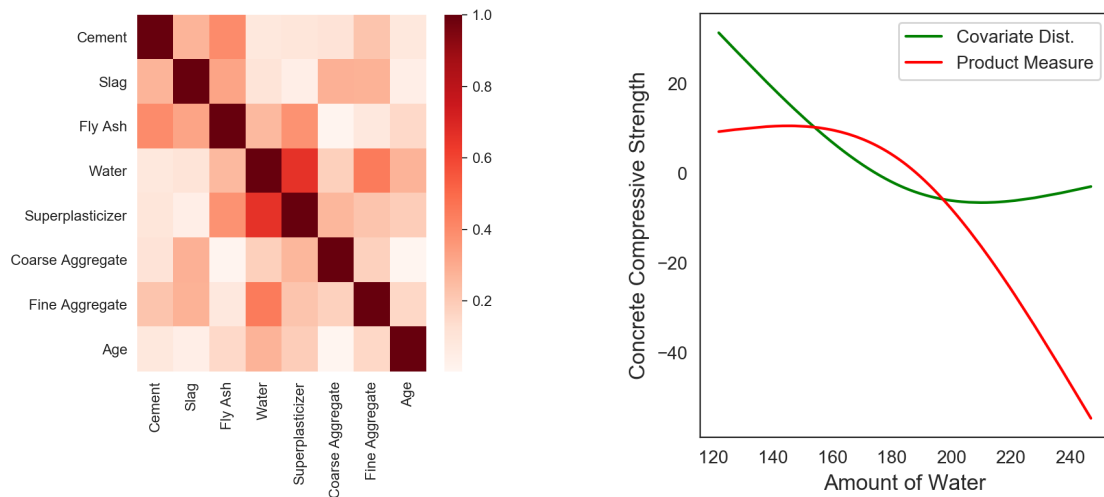 Cement
Slag
Fly Ash
Water
Superplasticizer
Coarse Aggregate
Fine Aggregate
Age
Cement
Slag
Fly Ash
Water
Superplasticizer
Coarse Aggregate
Fine Aggregate
Age
1.0
0.8
0.6
0.4
0.2
Covariate Dist.
Product Measure
Concrete Compressive Strength
20
0
−20
−40
120 140 160 180 200 220 240
Amount of Water